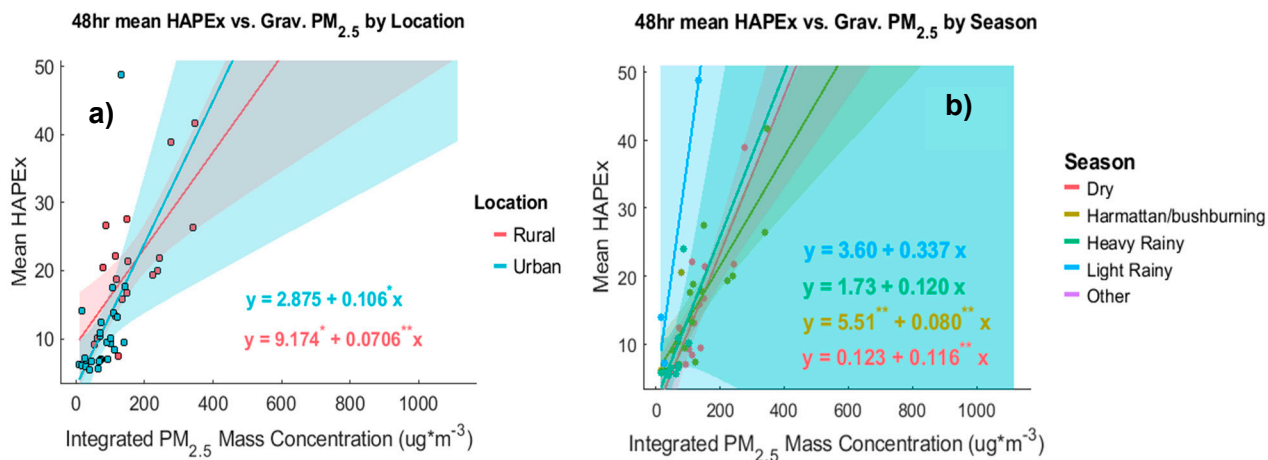 48hr mean HAPEx vs. Grav. PM2.5 by Location
a)
50
40
30
20
10
Mean HAPEx
0
200
400
600
800
1000
Integrated PM2.5 Mass Concentration (ug*m-3)
y = 2.875 + 0.106* x
y = 9.174* + 0.0706** x
Location
Rural
Urban
48hr mean HAPEx vs. Grav. PM2.5 by Season
b)
50
40
30
20
10
Mean HAPEx
0
200
400
600
800
1000
Integrated PM2.5 Mass Concentration (ug*m-3)
y = 3.60 + 0.337 x
y = 1.73 + 0.120 x
y = 5.51** + 0.080** x
y = 0.123 + 0.116** x
Season
Dry
Harmattan/bushburning
Heavy Rainy
Light Rainy
Other